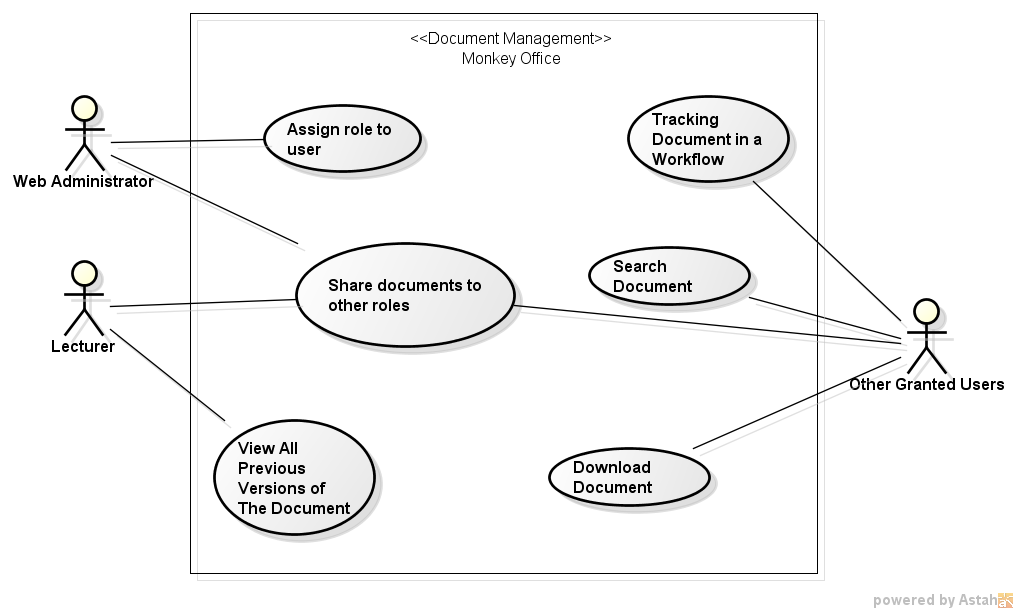 <<Document Management>>
Monkey Office
Assign role to
user
Tracking
Document in a
Workflow
Web Administrator
Search
Document
Share documents to
other roles
Lecturer
Other Granted Users
View All
Previous
Versions of
The Document
Download
Document
powered by Astah